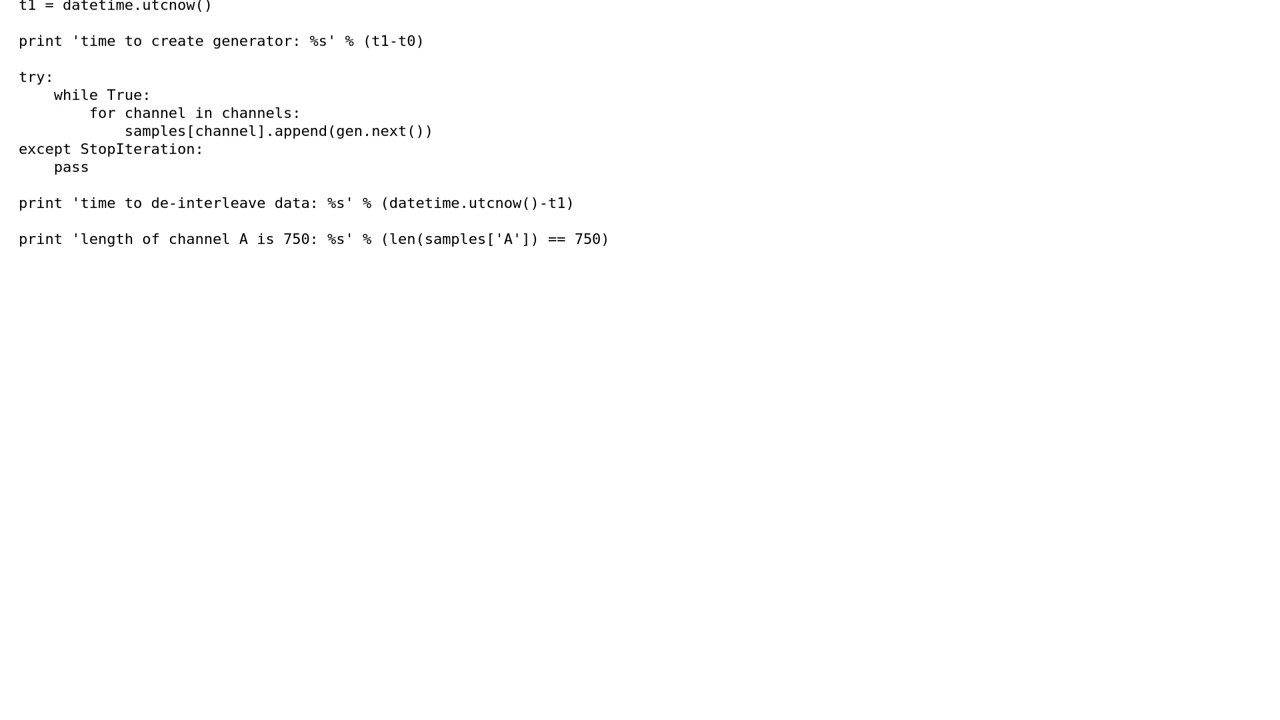 t1 = datetime.utcnow()
print 'time to create generator: %s' % (t1-t0)
try:
    while True:
        for channel in channels:
            samples[channel].append(gen.next())
except StopIteration:
    pass
print 'time to de-interleave data: %s' % (datetime.utcnow()-t1)
print 'length of channel A is 750: %s' % (len(samples['A']) == 750)